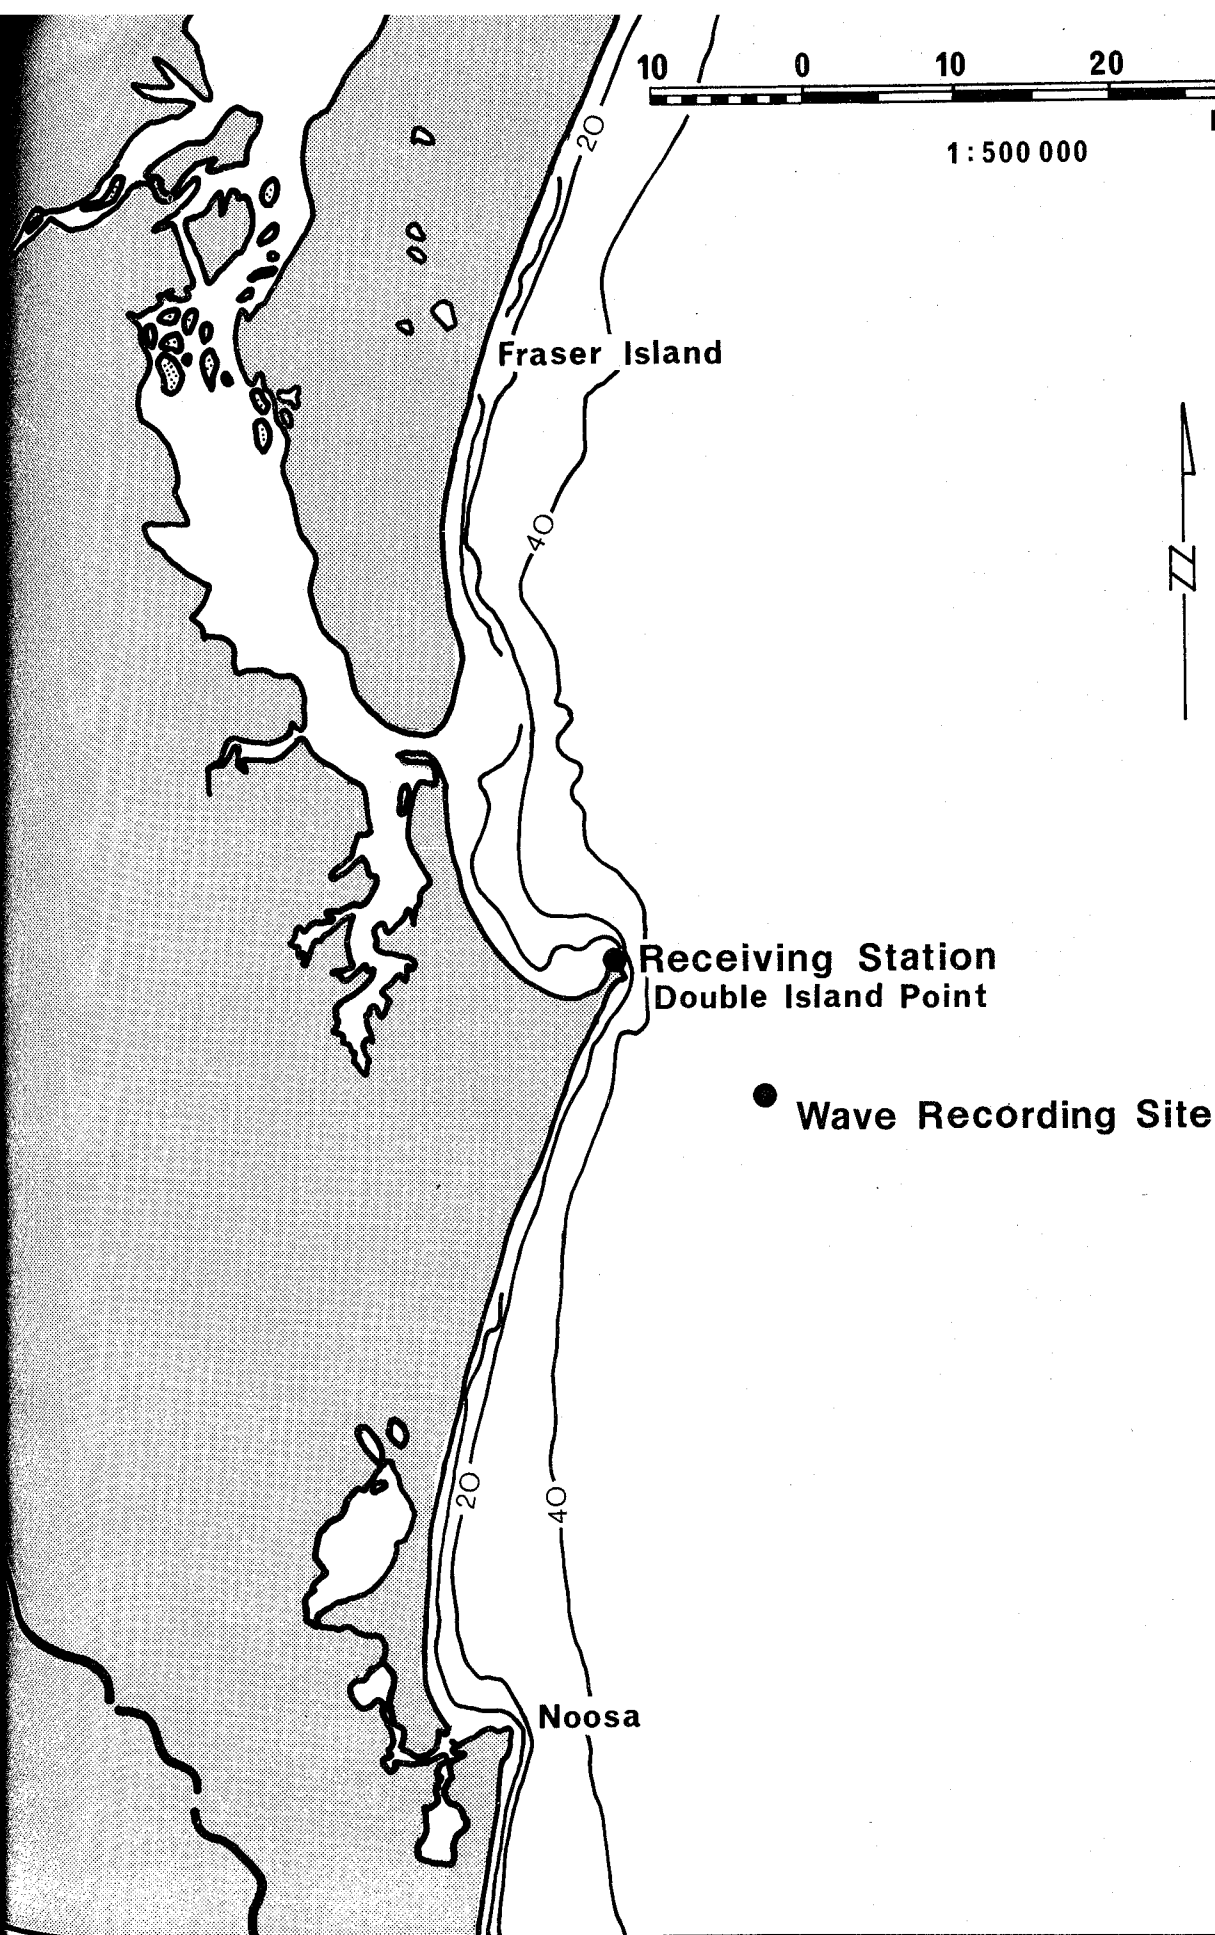 10 0 10 20
1:500 000
20
Fraser Island
40
Receiving Station
Double Island Point
Wave Recording Site
20
40
Noosa